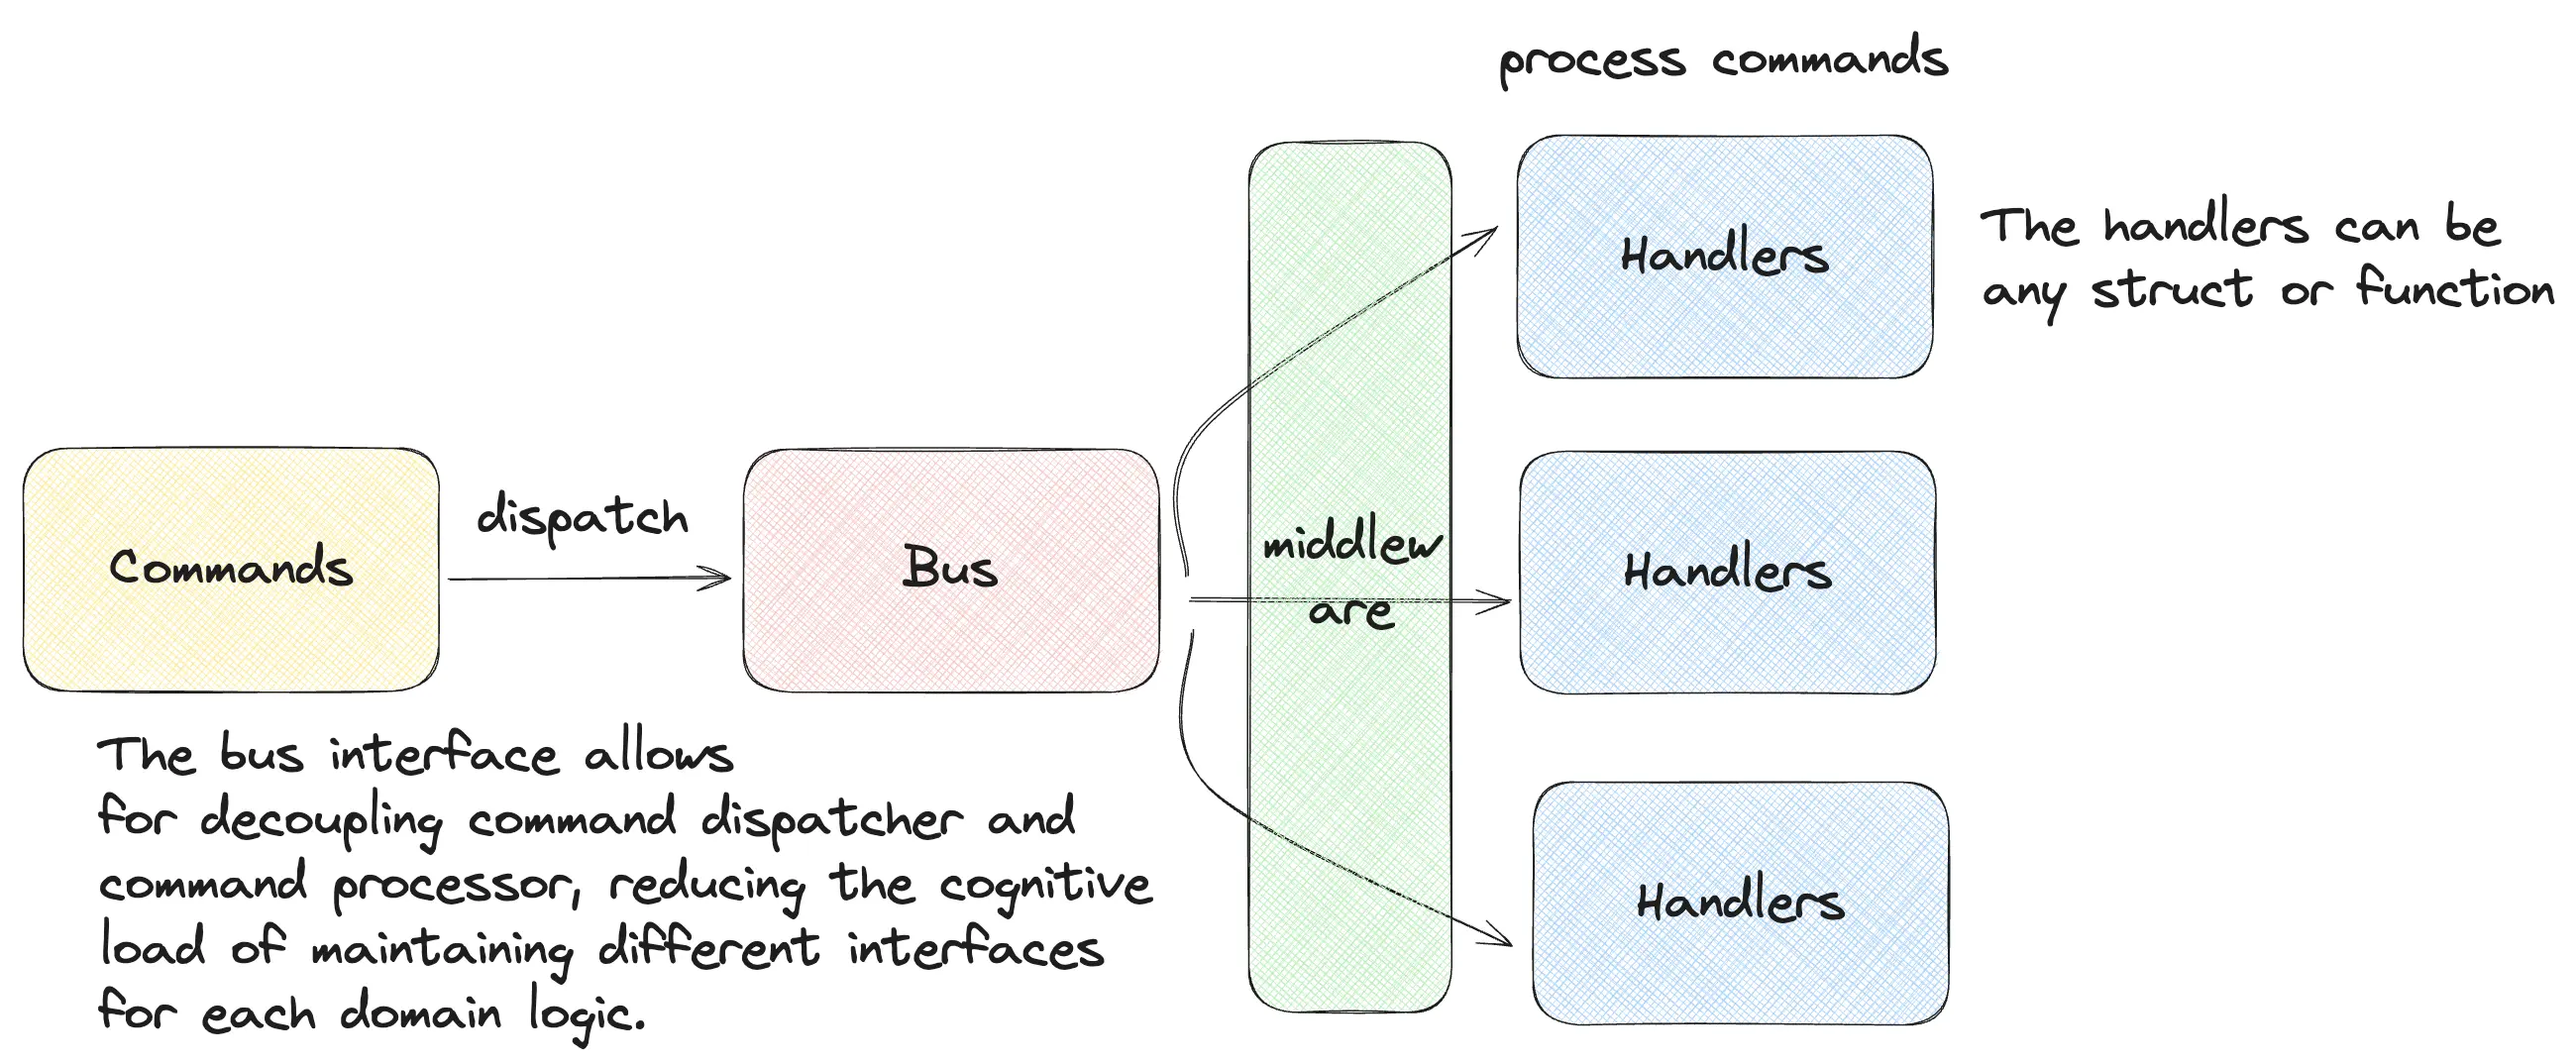 process commands
Handlers
The handlers can be
any struct or function
Commands
dispatch
Bus
middlew
are
Handlers
The bus interface allows
for decoupling command dispatcher and
command processor, reducing the cognitive
load of maintaining different interfaces
for each domain logic.
Handlers